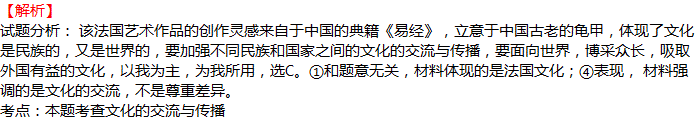 【解析】
试题分析： 该法国艺术作品的创作灵感来自于中国的典籍《易经》，立意于中国古老的龟甲，体现了文化
是民族的，又是世界的，要加强不同民族和国家之间的文化的交流与传播，要面向世界，博采众长，吸取
外国有益的文化，以我为主，为我所用，选C。①和题意无关，材料体现的是法国文化；④表现， 材料强
调的是文化的交流，不是尊重差异。
考点：本题考查文化的交流与传播